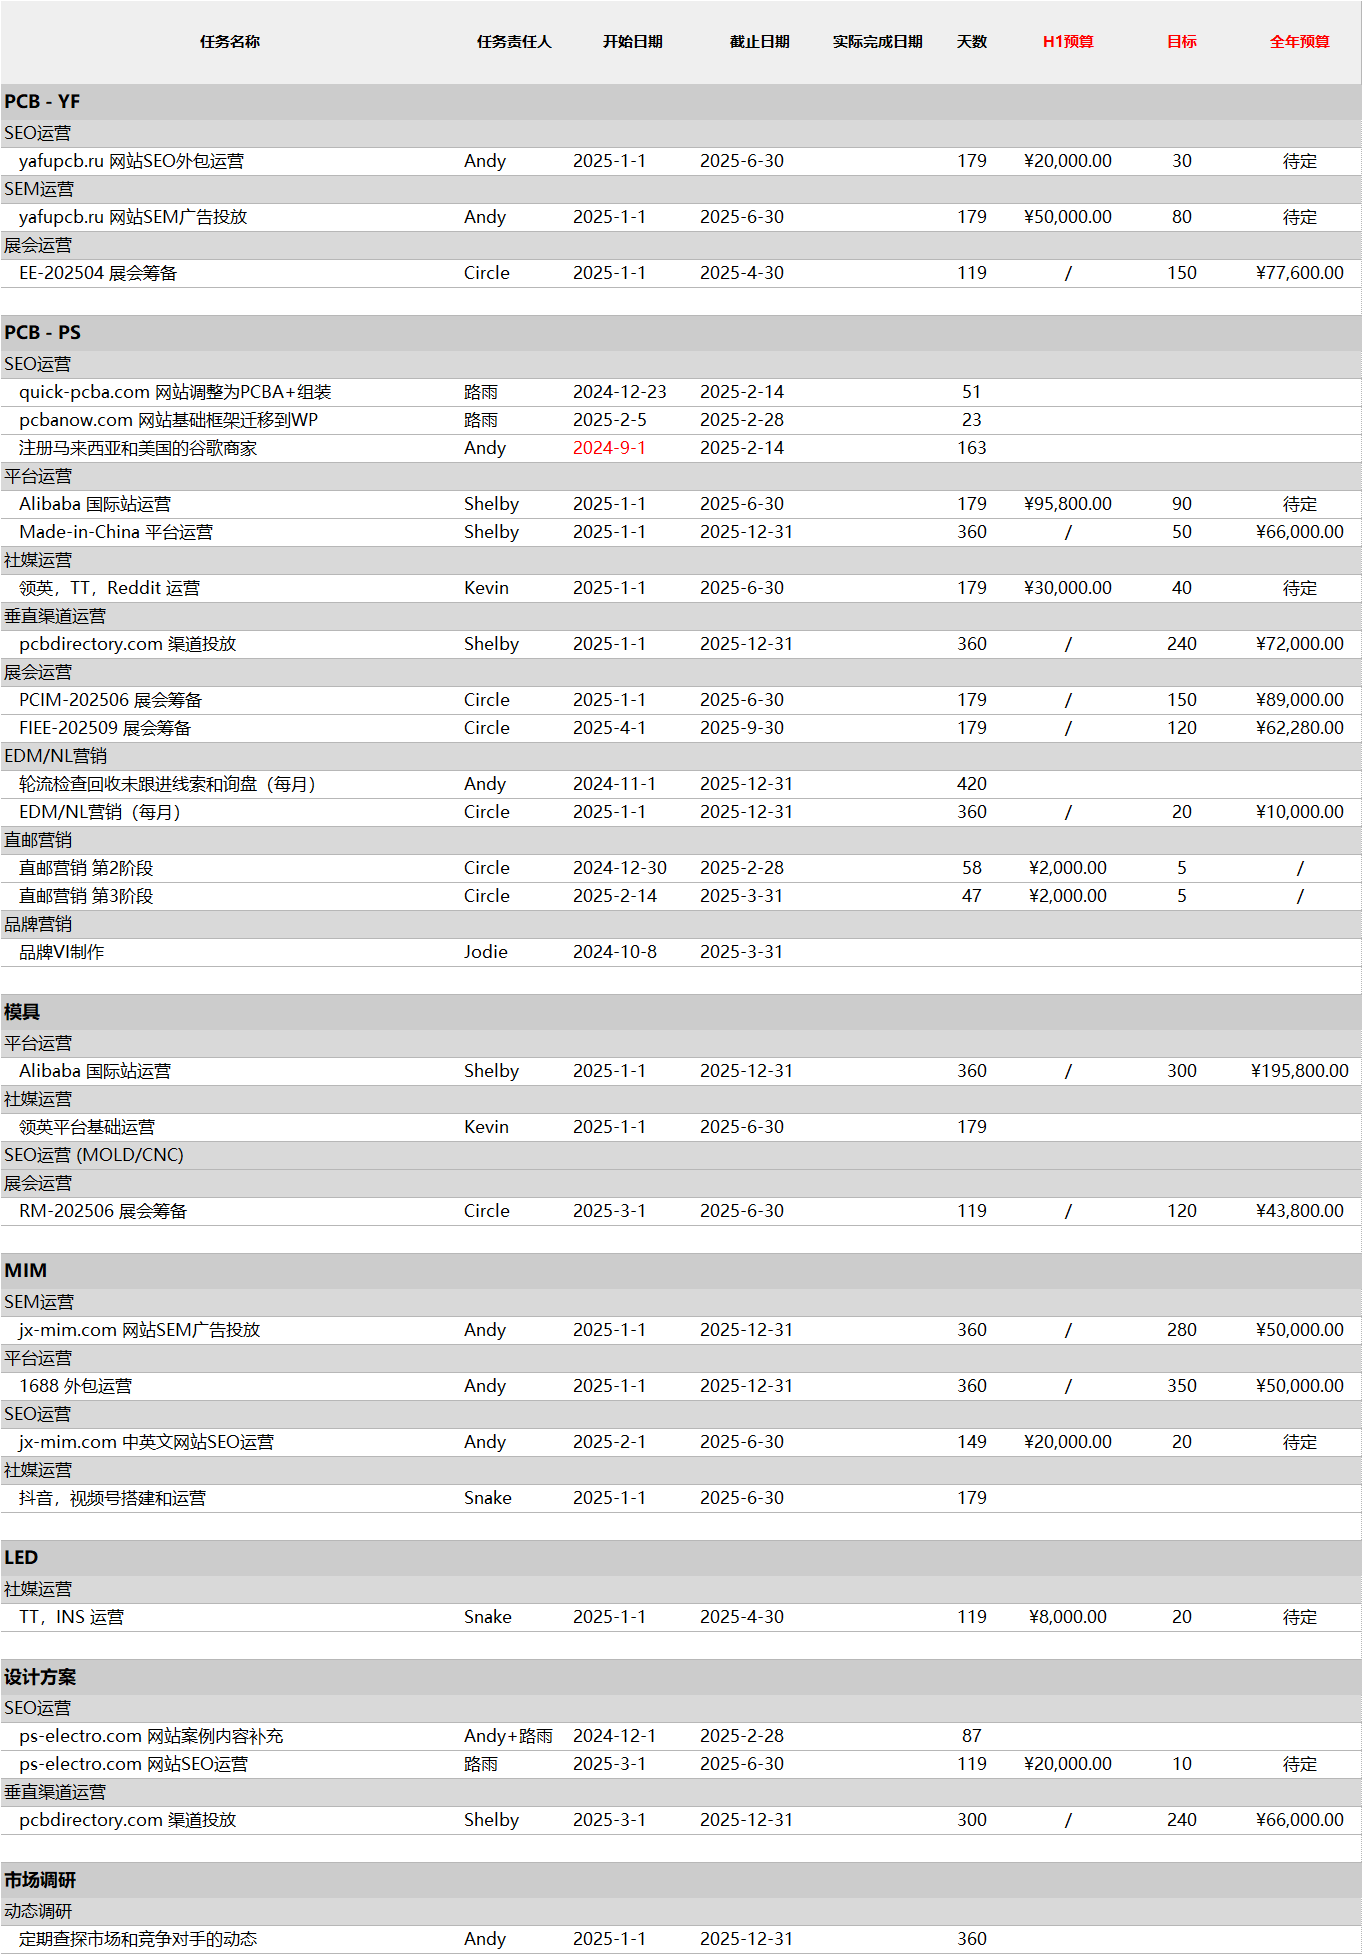 任务名称 任务责任人 开始日期 截止日期 实际完成日期 天数 H1预算 目标 全年预算
PCB - YF
SEO运营
yafupcb.ru 网站SEO外包运营 Andy 2025-1-1 2025-6-30 179 ¥20,000.00 30 待定
SEM运营
yafupcb.ru 网站SEM广告投放 Andy 2025-1-1 2025-6-30 179 ¥50,000.00 80 待定
展会运营
EE-202504 展会筹备 Circle 2025-1-1 2025-4-30 119 / 150 ¥77,600.00
PCB - PS
SEO运营
quick-pcba.com 网站调整为PCBA+组装 路雨 2024-12-23 2025-2-14 51
pcbanow.com 网站基础框架迁移到WP 路雨 2025-2-5 2025-2-28 23
注册马来西亚和美国的谷歌商家 Andy 2024-9-1 2025-2-14 163
平台运营
Alibaba 国际站运营 Shelby 2025-1-1 2025-6-30 179 ¥95,800.00 90 待定
Made-in-China 平台运营 Shelby 2025-1-1 2025-12-31 360 / 50 ¥66,000.00
社媒运营
领英，TT，Reddit 运营 Kevin 2025-1-1 2025-6-30 179 ¥30,000.00 40 待定
垂直渠道运营
pcbdirectory.com 渠道投放 Shelby 2025-1-1 2025-12-31 360 / 240 ¥72,000.00
展会运营
PCIM-202506 展会筹备 Circle 2025-1-1 2025-6-30 179 / 150 ¥89,000.00
FIEE-202509 展会筹备 Circle 2025-4-1 2025-9-30 179 / 120 ¥62,280.00
EDM/NL营销
轮流检查回收未跟进线索和询盘（每月） Andy 2024-11-1 2025-12-31 420
EDM/NL营销（每月） Circle 2025-1-1 2025-12-31 360 / 20 ¥10,000.00
直邮营销
直邮营销 第2阶段 Circle 2024-12-30 2025-2-28 58 ¥2,000.00 5 /
直邮营销 第3阶段 Circle 2025-2-14 2025-3-31 47 ¥2,000.00 5 /
品牌营销
品牌VI制作 Jodie 2024-10-8 2025-3-31
模具
平台运营
Alibaba 国际站运营 Shelby 2025-1-1 2025-12-31 360 / 300 ¥195,800.00
社媒运营
领英平台基础运营 Kevin 2025-1-1 2025-6-30 179
SEO运营 (MOLD/CNC)
展会运营
RM-202506 展会筹备 Circle 2025-3-1 2025-6-30 119 / 120 ¥43,800.00
MIM
SEM运营
jx-mim.com 网站SEM广告投放 Andy 2025-1-1 2025-12-31 360 / 280 ¥50,000.00
平台运营
1688 外包运营 Andy 2025-1-1 2025-12-31 360 / 350 ¥50,000.00
SEO运营
jx-mim.com 中英文网站SEO运营 Andy 2025-2-1 2025-6-30 149 ¥20,000.00 20 待定
社媒运营
抖音，视频号搭建和运营 Snake 2025-1-1 2025-6-30 179
LED
社媒运营
TT，INS 运营 Snake 2025-1-1 2025-4-30 119 ¥8,000.00 20 待定
设计方案
SEO运营
ps-electro.com 网站案例内容补充 Andy+路雨 2024-12-1 2025-2-28 87
ps-electro.com 网站SEO运营 路雨 2025-3-1 2025-6-30 119 ¥20,000.00 10 待定
垂直渠道运营
pcbdirectory.com 渠道投放 Shelby 2025-3-1 2025-12-31 300 / 240 ¥66,000.00
市场调研
动态调研
定期查探市场和竞争对手的动态 Andy 2025-1-1 2025-12-31 360